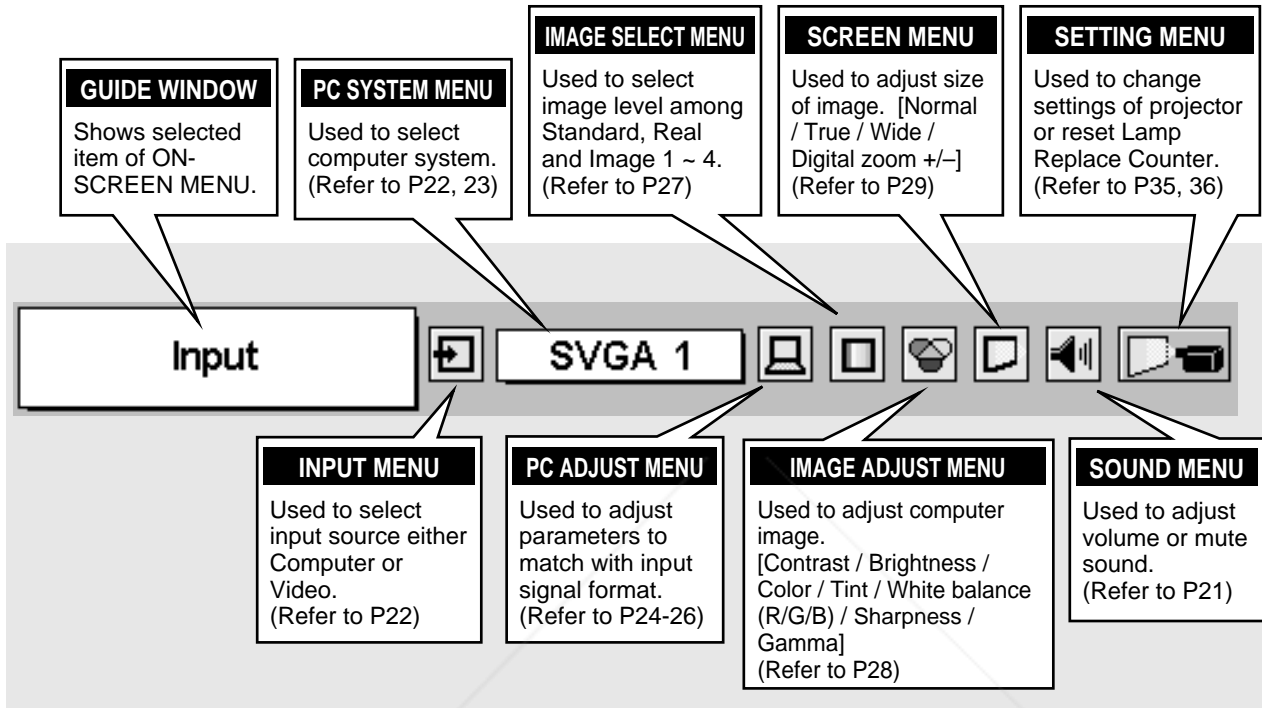 GUIDE WINDOW
Shows selected
item of ON-
SCREEN MENU.
PC SYSTEM MENU
Used to select
computer system.
(Refer to P22, 23)
IMAGE SELECT MENU
Used to select
image level among
Standard, Real
and Image 1 ~ 4.
(Refer to P27)
SCREEN MENU
Used to adjust size
of image. [Normal
/ True / Wide /
Digital zoom +/–]
(Refer to P29)
SETTING MENU
Used to change
settings of projector
or reset Lamp
Replace Counter.
(Refer to P35, 36)
Input
SVGA 1
INPUT MENU
Used to select
input source either
Computer or
Video.
(Refer to P22)
PC ADJUST MENU
Used to adjust
parameters to
match with input
signal format.
(Refer to P24-26)
IMAGE ADJUST MENU
Used to adjust computer
image.
[Contrast / Brightness /
Color / Tint / White balance
(R/G/B) / Sharpness /
Gamma]
(Refer to P28)
SOUND MENU
Used to adjust
volume or mute
sound.
(Refer to P21)